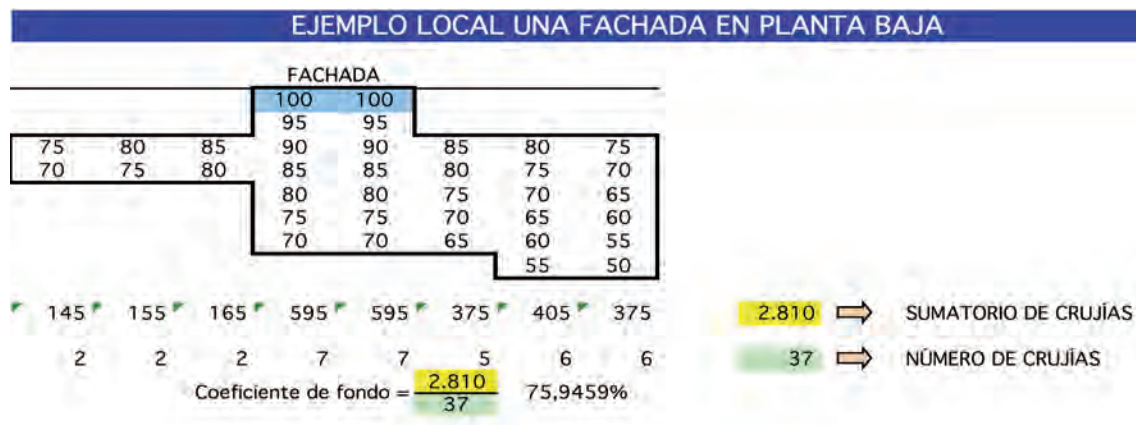 EJEMPLO LOCAL UNA FACHADA EN PLANTA BAJA
FACHADA
100 100
95 95
75 80 85 90 90 85 80 75
70 75 80 85 85 80 75 70
80 80 75 70 65
75 75 70 65 60
70 70 65 60 55
55 50
145 155 165 595 595 375 405 375 2.810 SUMATORIO DE CRUJÍAS
2 2 2 7 7 5 6 6 37 NÚMERO DE CRUJÍAS
Coeficiente de fondo = 2.810 75,9459%
37